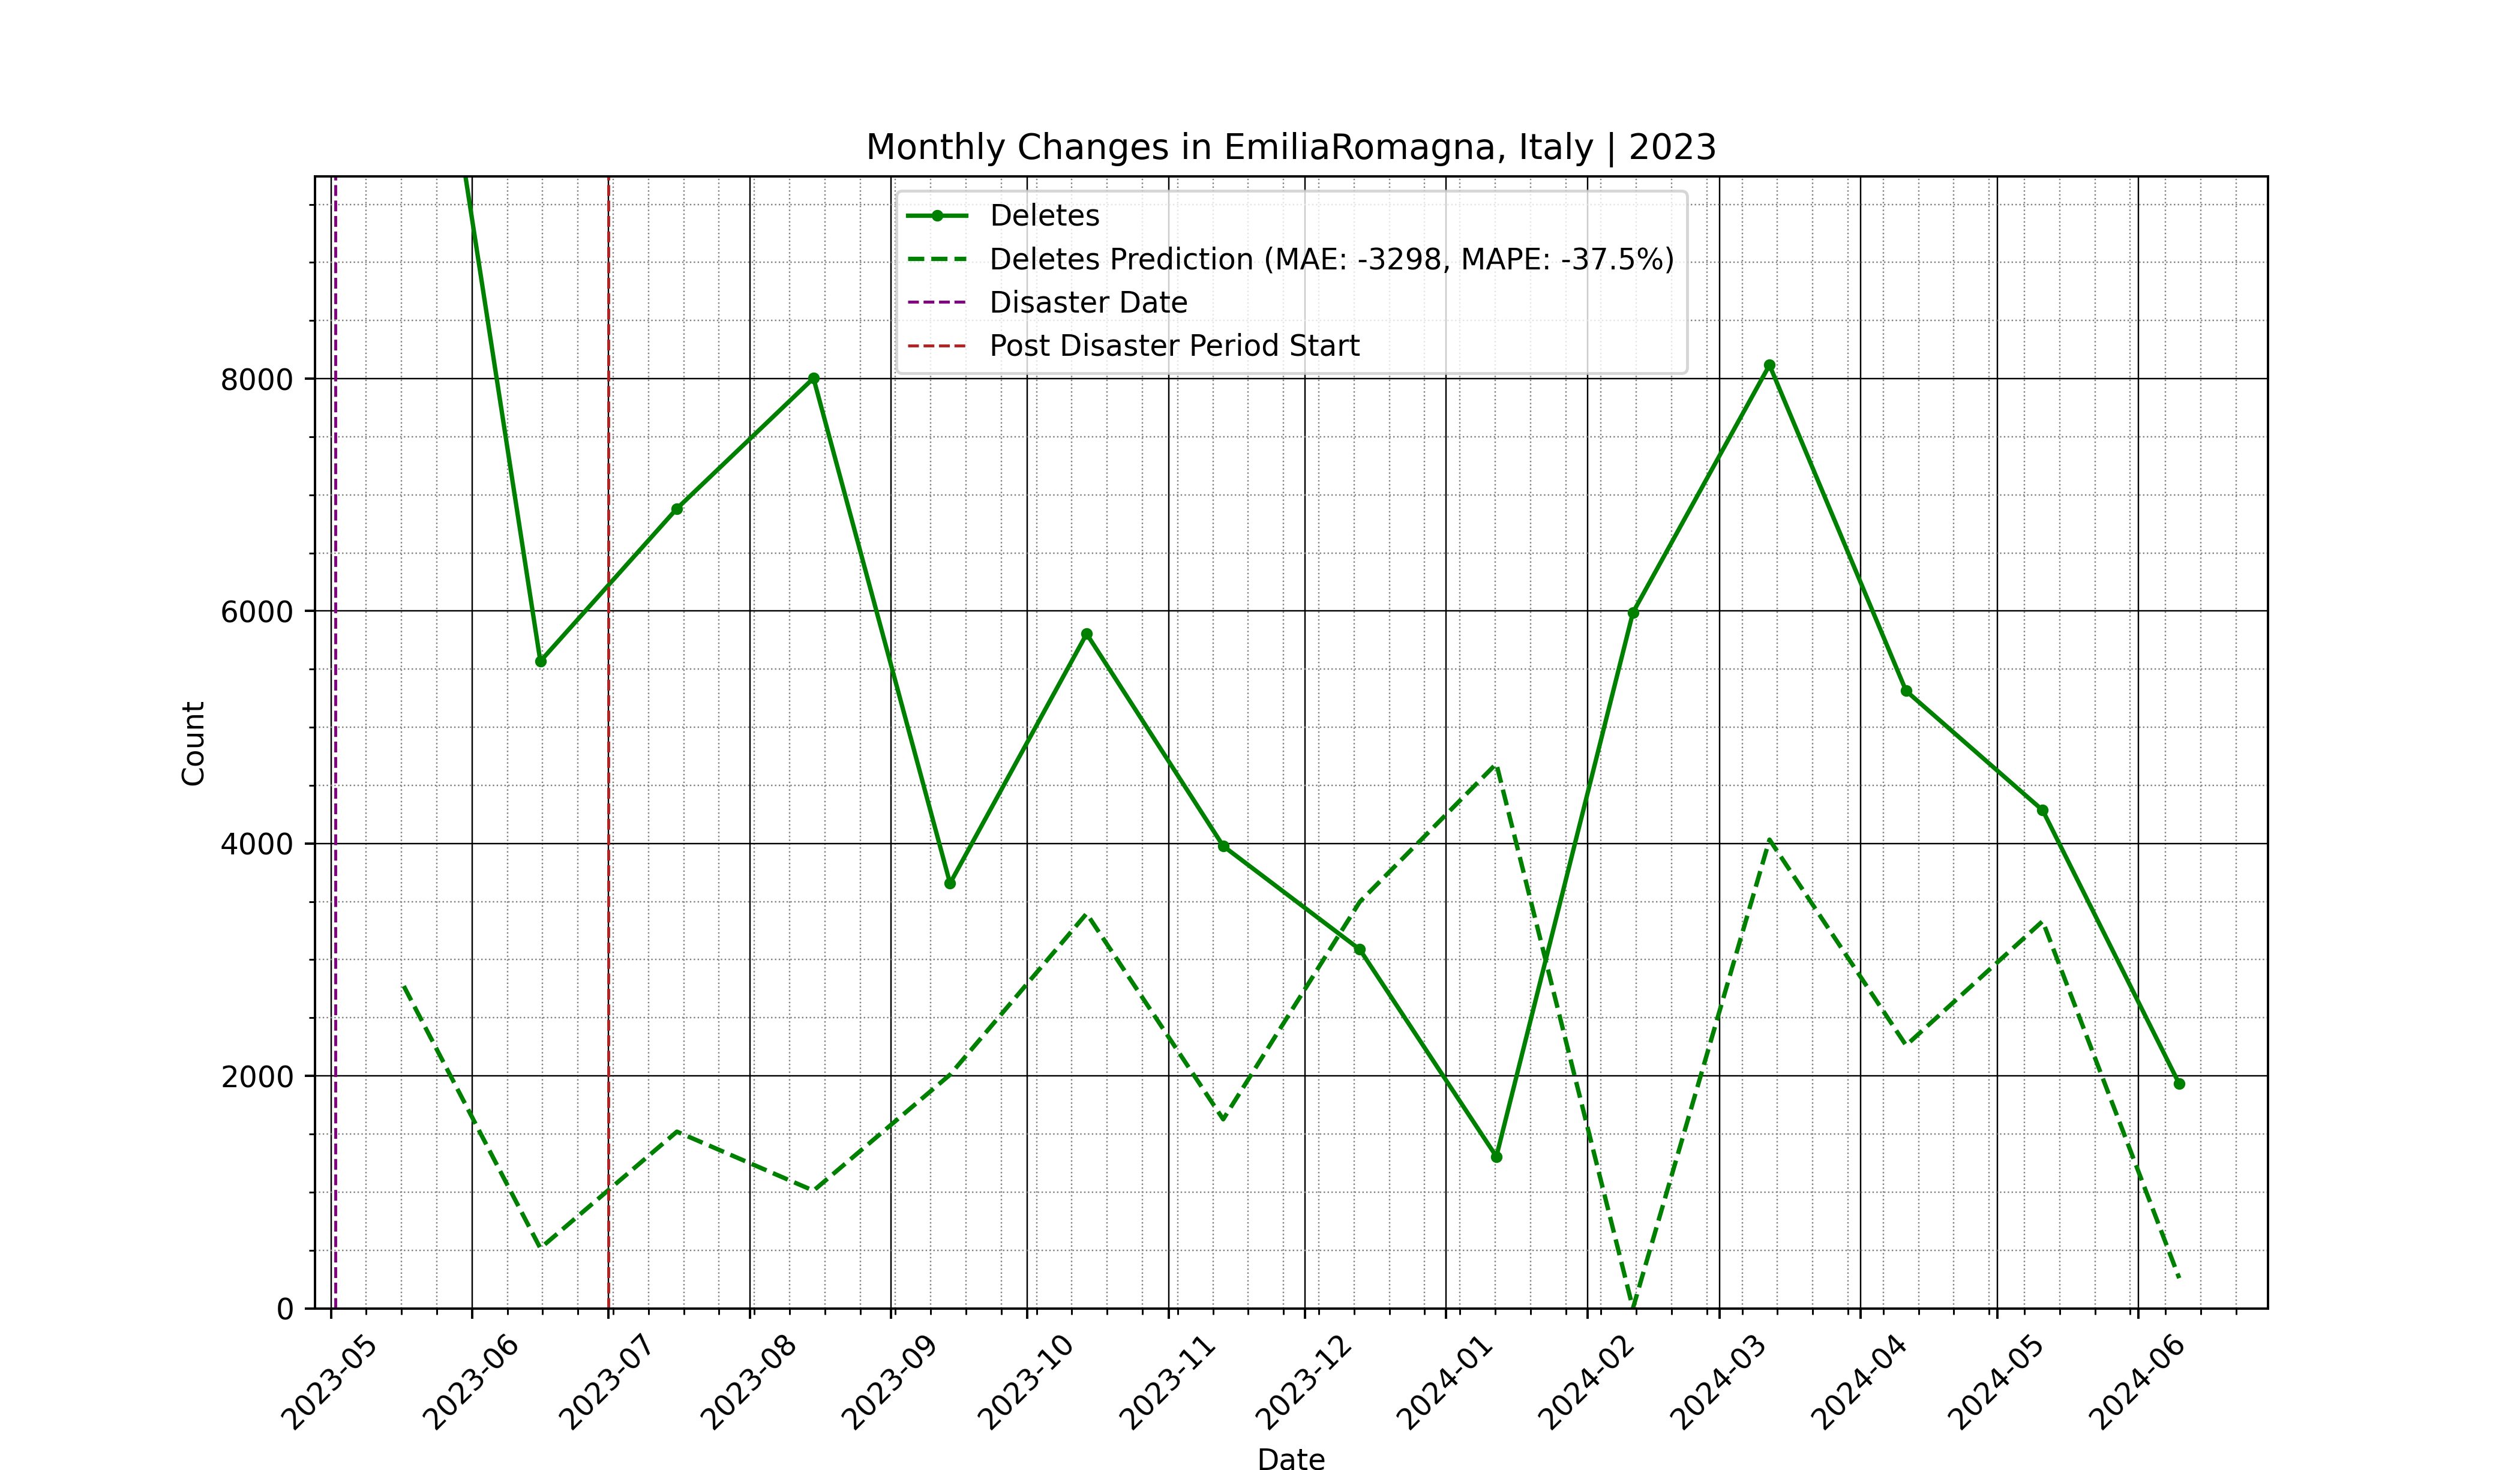 Monthly Changes in EmiliaRomagna, Italy | 2023
Deletes
Deletes Prediction (MAE: -3298, MAPE: -37.5%)
Disaster Date
Post Disaster Period Start
8000
6000
4000
2000
0
Count
2023-05
2023-06
2023-07
2023-08
2023-09
2023-10
2023-11
2023-12
2024-01
2024-02
2024-03
2024-04
2024-05
2024-06
Date